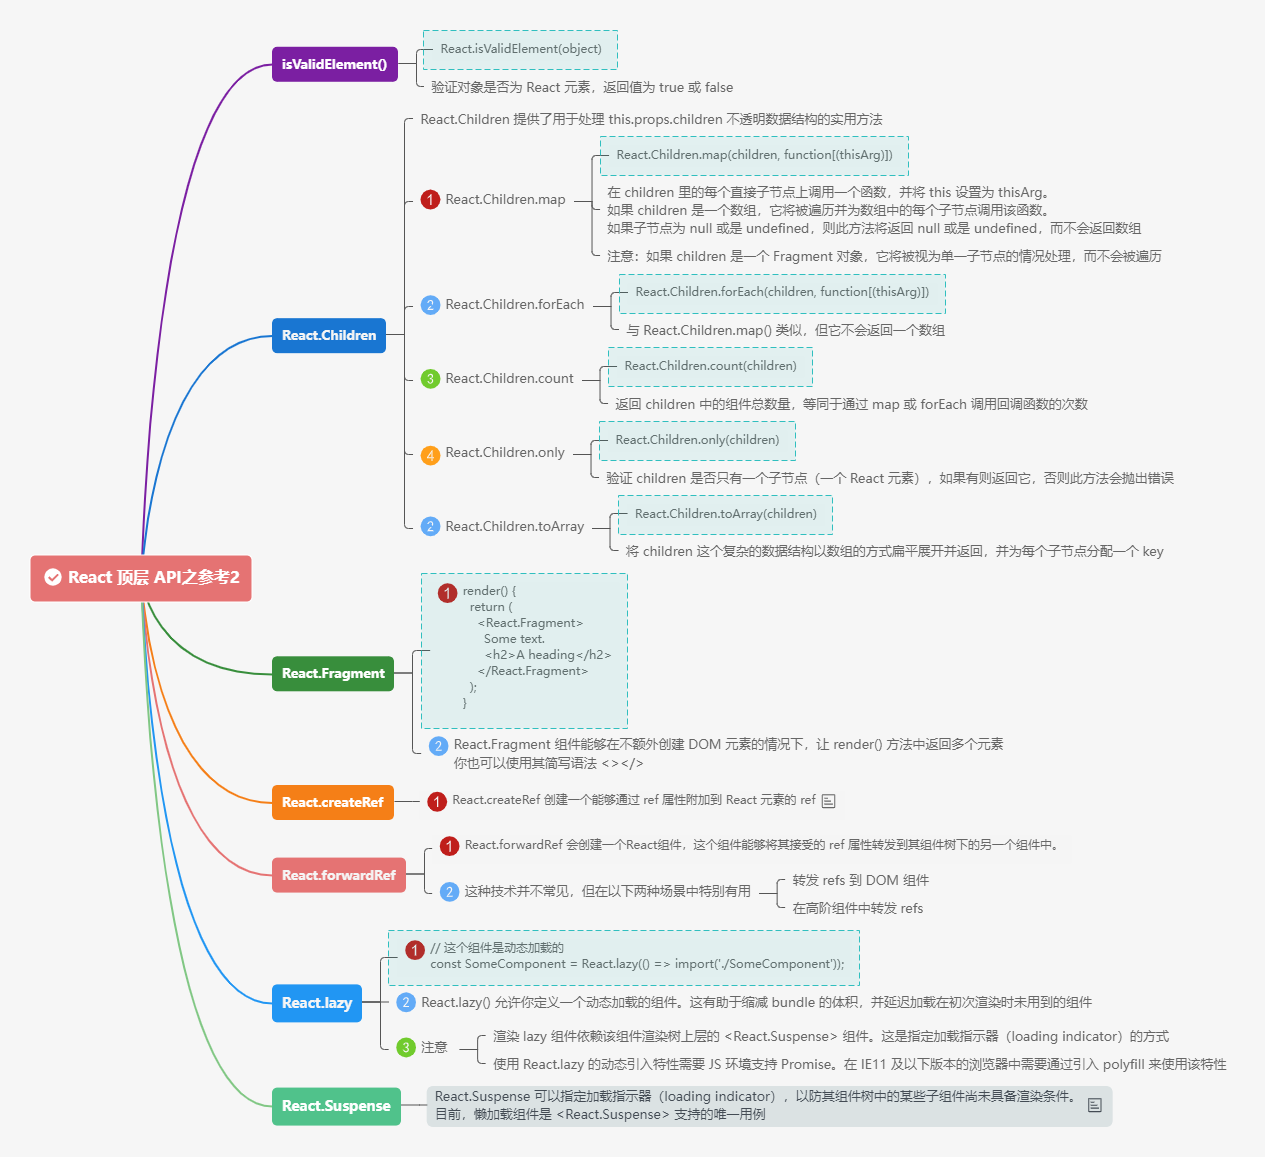 React 顶层 API之参考2
isValidElement()
React.isValidElement(object)
验证对象是否为 React 元素，返回值为 true 或 false
React.Children
React.Children 提供了用于处理 this.props.children 不透明数据结构的实用方法
1 React.Children.map
React.Children.map(children, function[(thisArg)])
在 children 里的每个直接子节点上调用一个函数，并将 this 设置为 thisArg。
如果 children 是一个数组，它将被遍历并为数组中的每个子节点调用该函数。
如果子节点为 null 或是 undefined，则此方法将返回 null 或是 undefined，而不会返回数组
注意：如果 children 是一个 Fragment 对象，它将被视为单一子节点的情况处理，而不会被遍历
2 React.Children.forEach
React.Children.forEach(children, function[(thisArg)])
与 React.Children.map() 类似，但它不会返回一个数组
3 React.Children.count
React.Children.count(children)
返回 children 中的组件总数量，等同于通过 map 或 forEach 调用回调函数的次数
4 React.Children.only
React.Children.only(children)
验证 children 是否只有一个子节点（一个 React 元素），如果有则返回它，否则此方法会抛出错误
2 React.Children.toArray
React.Children.toArray(children)
将 children 这个复杂的数据结构以数组的方式扁平展开并返回，并为每个子节点分配一个 key
React.Fragment
1 render() {
return (
<React.Fragment>
Some text.
<h2>A heading</h2>
</React.Fragment>
);
}
2 React.Fragment 组件能够在不额外创建 DOM 元素的情况下，让 render() 方法中返回多个元素
你也可以使用其简写语法 <></>
React.createRef
1 React.createRef 创建一个能够通过 ref 属性附加到 React 元素的 ref
React.forwardRef
1 React.forwardRef 会创建一个React组件，这个组件能够将其接受的 ref 属性转发到其组件树下的另一个组件中。
2 这种技术并不常见，但在以下两种场景中特别有用
转发 refs 到 DOM 组件
在高阶组件中转发 refs
React.lazy
1 // 这个组件是动态加载的
const SomeComponent = React.lazy(() => import('./SomeComponent'));
2 React.lazy() 允许你定义一个动态加载的组件。这有助于缩减 bundle 的体积，并延迟加载在初次渲染时未用到的组件
3 注意
渲染 lazy 组件依赖该组件渲染树上层的 <React.Suspense> 组件。这是指定加载指示器（loading indicator）的方式
使用 React.lazy 的动态引入特性需要 JS 环境支持 Promise。在 IE11 及以下版本的浏览器中需要通过引入 polyfill 来使用该特性
React.Suspense
React.Suspense 可以指定加载指示器（loading indicator），以防其组件树中的某些子组件尚未具备渲染条件。
目前，懒加载组件是 <React.Suspense> 支持的唯一用例